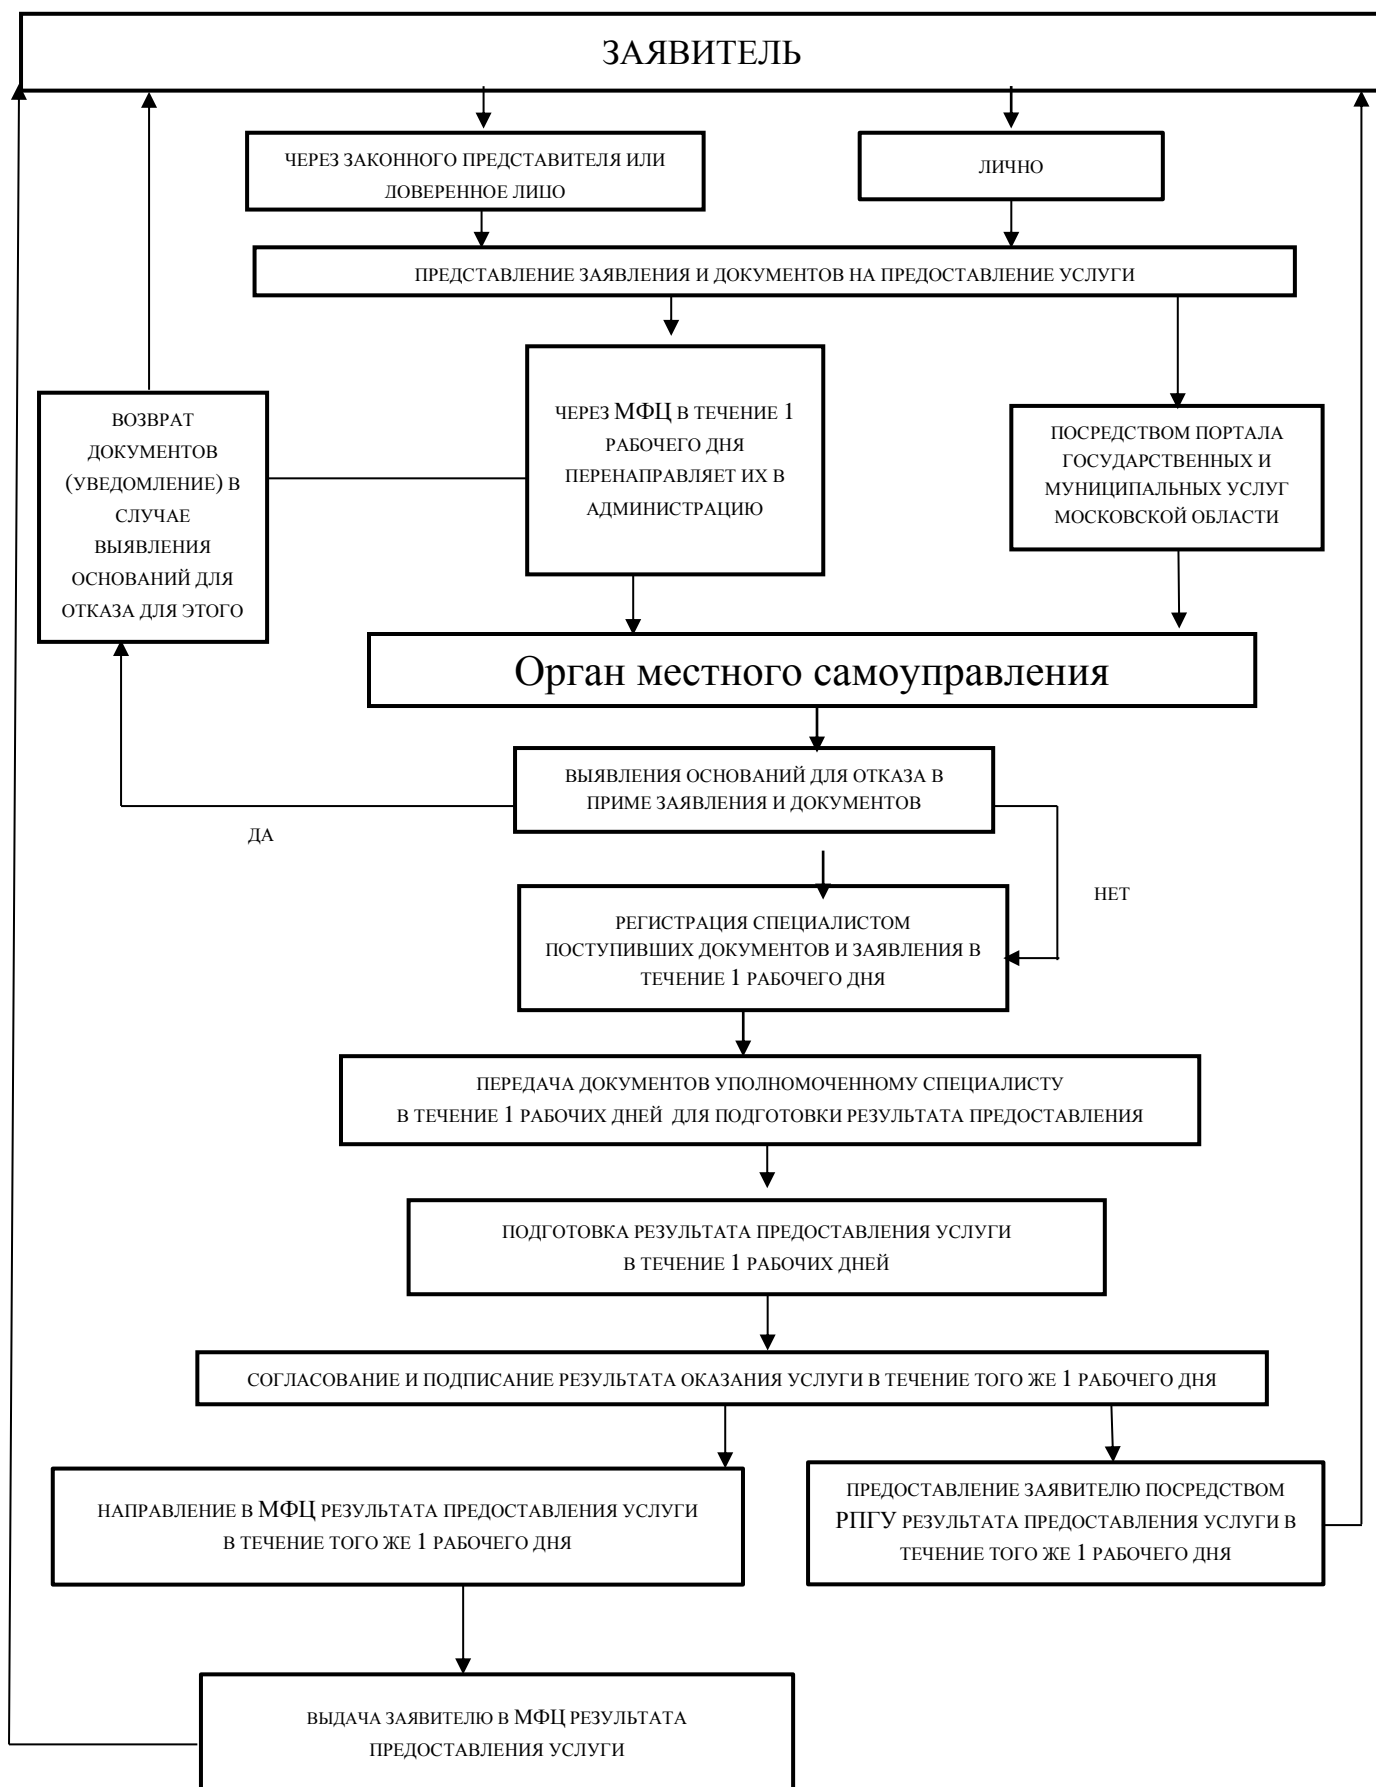 ЗАЯВИТЕЛЬ
ЧЕРЕЗ ЗАКОННОГО ПРЕДСТАВИТЕЛЯ ИЛИ
ДОВЕРЕННОЕ ЛИЦО
ЛИЧНО
ПРЕДСТАВЛЕНИЕ ЗАЯВЛЕНИЯ И ДОКУМЕНТОВ НА ПРЕДОСТАВЛЕНИЕ УСЛУГИ
ВОЗВРАТ
ДОКУМЕНТОВ
(УВЕДОМЛЕНИЕ) В
СЛУЧАЕ
ВЫЯВЛЕНИЯ
ОСНОВАНИЙ ДЛЯ
ОТКАЗА ДЛЯ ЭТОГО
ЧЕРЕЗ МФЦ В ТЕЧЕНИЕ 1
РАБОЧЕГО ДНЯ
ПЕРЕНАПРАВЛЯЕТ ИХ В
АДМИНИСТРАЦИЮ
ПОСРЕДСТВОМ ПОРТАЛА
ГОСУДАРСТВЕННЫХ И
МУНИЦИПАЛЬНЫХ УСЛУГ
МОСКОВСКОЙ ОБЛАСТИ
Орган местного самоуправления
ВЫЯВЛЕНИЯ ОСНОВАНИЙ ДЛЯ ОТКАЗА В
ПРИМЕ ЗАЯВЛЕНИЯ И ДОКУМЕНТОВ
ДА
НЕТ
РЕГИСТРАЦИЯ СПЕЦИАЛИСТОМ
ПОСТУПИВШИХ ДОКУМЕНТОВ И ЗАЯВЛЕНИЯ В
ТЕЧЕНИЕ 1 РАБОЧЕГО ДНЯ
ПЕРЕДАЧА ДОКУМЕНТОВ УПОЛНОМОЧЕННОМУ СПЕЦИАЛИСТУ
В ТЕЧЕНИЕ 1 РАБОЧИХ ДНЕЙ ДЛЯ ПОДГОТОВКИ РЕЗУЛЬТАТА ПРЕДОСТАВЛЕНИЯ
ПОДГОТОВКА РЕЗУЛЬТАТА ПРЕДОСТАВЛЕНИЯ УСЛУГИ
В ТЕЧЕНИЕ 1 РАБОЧИХ ДНЕЙ
СОГЛАСОВАНИЕ И ПОДПИСАНИЕ РЕЗУЛЬТАТА ОКАЗАНИЯ УСЛУГИ В ТЕЧЕНИЕ ТОГО ЖЕ 1 РАБОЧЕГО ДНЯ
НАПРАВЛЕНИЕ В МФЦ РЕЗУЛЬТАТА ПРЕДОСТАВЛЕНИЯ УСЛУГИ
В ТЕЧЕНИЕ ТОГО ЖЕ 1 РАБОЧЕГО ДНЯ
ПРЕДОСТАВЛЕНИЕ ЗАЯВИТЕЛЮ ПОСРЕДСТВОМ
РПГУ РЕЗУЛЬТАТА ПРЕДОСТАВЛЕНИЯ УСЛУГИ В
ТЕЧЕНИЕ ТОГО ЖЕ 1 РАБОЧЕГО ДНЯ
ВЫДАЧА ЗАЯВИТЕЛЮ В МФЦ РЕЗУЛЬТАТА
ПРЕДОСТАВЛЕНИЯ УСЛУГИ